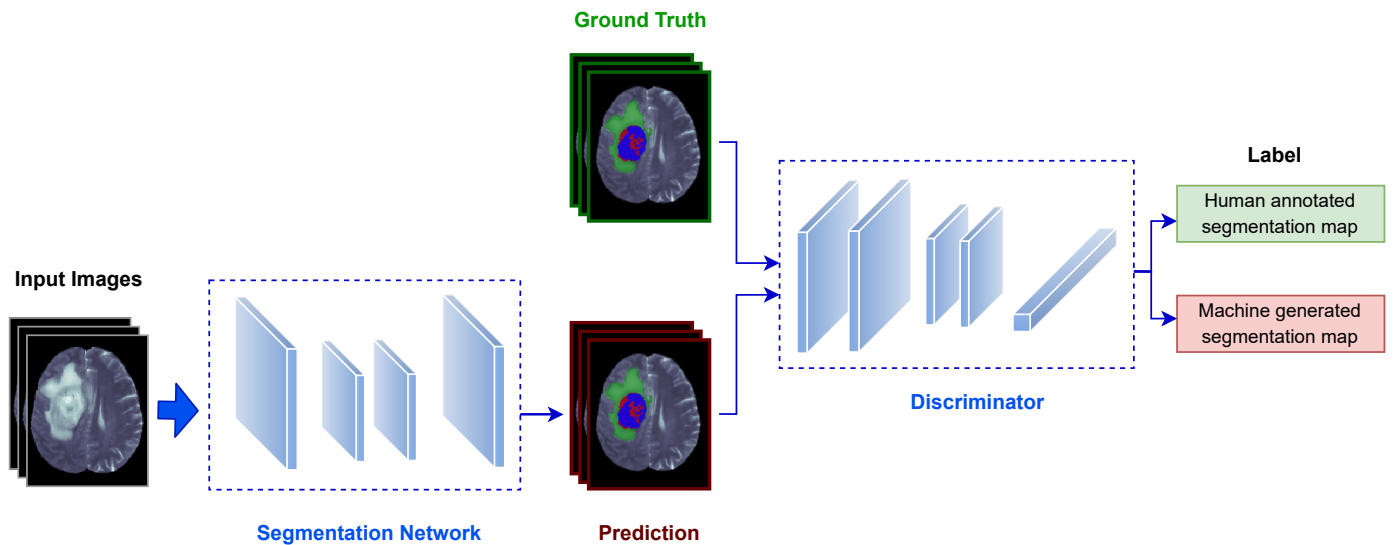 Ground Truth
Label
Human annotated
segmentation map
Input Images
Machine generated
segmentation map
Discriminator
Segmentation Network
Prediction